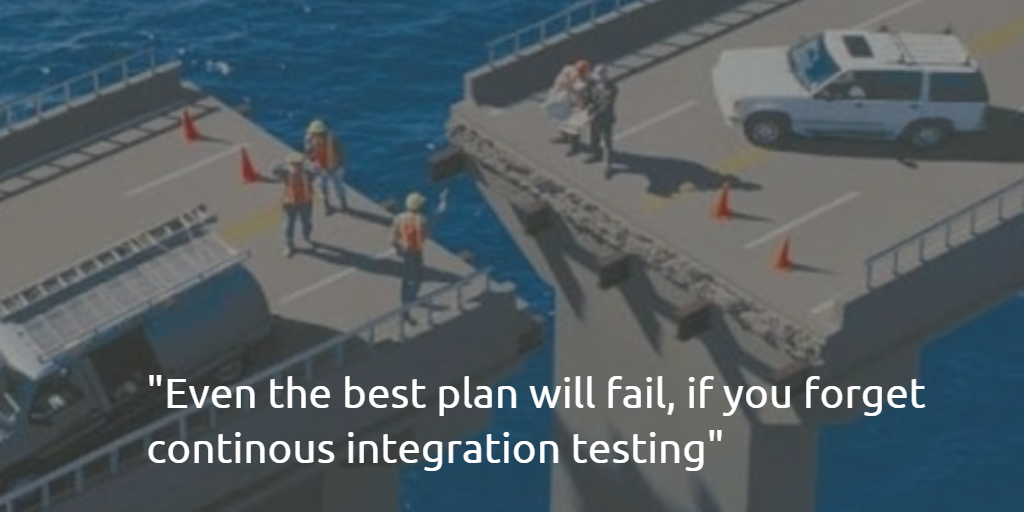 "Even the best plan will fail, if you forget
continous integration testing"